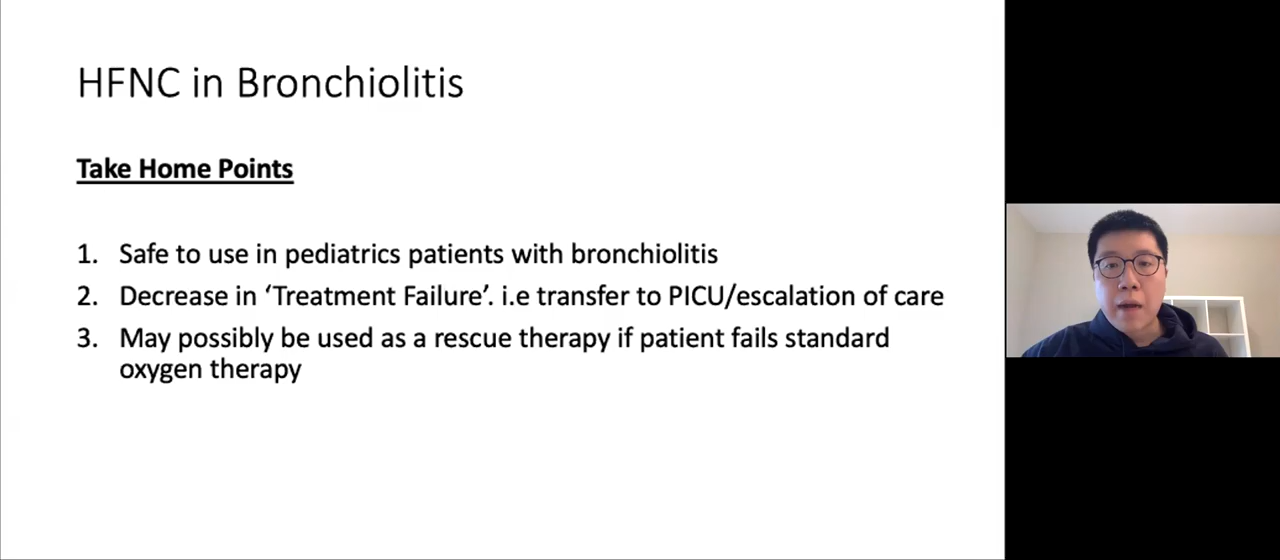 HFNC in Bronchiolitis
Take Home Points
1. Safe to use in pediatrics patients with bronchiolitis
2. Decrease in ‘Treatment Failure’. i.e transfer to PICU/escalation of care
3. May possibly be used as a rescue therapy if patient fails standard
oxygen therapy